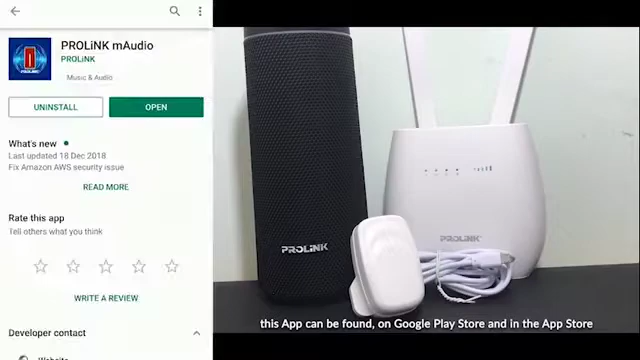 PROLiNK mAudio
PROLiNK
Music & Audio
UNINSTALL
OPEN
What's new
Last updated 18 Dec 2018
Fix Amazon AWS security issue
READ MORE
Rate this app
Tell others what you think
WRITE A REVIEW
Developer contact
Website
PROLiNK
PROLiNK
PROLiNK
this App can be found, on Google Play Store and in the App Store